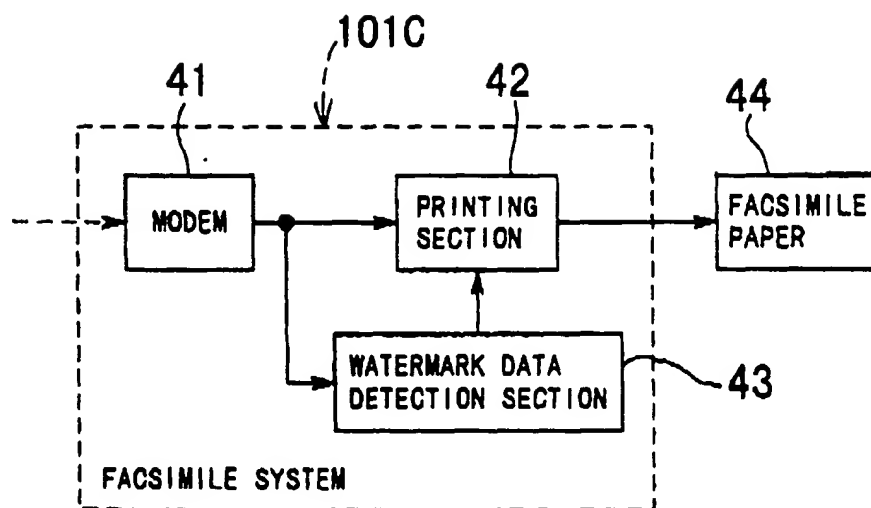 101C
41
42
44
MODEM
PRINTING
SECTION
FACSIMILE
PAPER
WATERMARK DATA
DETECTION SECTION
43
FACSIMILE SYSTEM